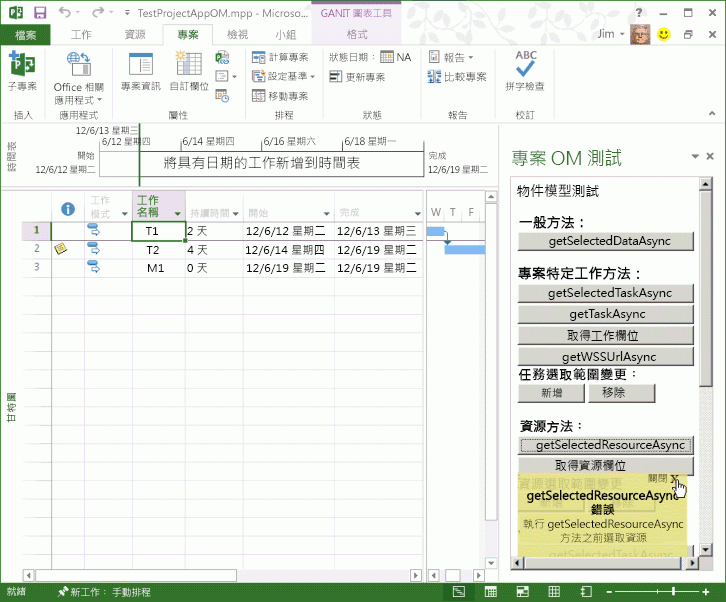 TestProjectAppOM.mpp - Microso...
GANTT 圖表工具
檔案
工作
資源
專案
檢視
小組
格式
Jim
子專案
Office 相關
應用程式
專案資訊
自訂欄位
計算專案
設定基準
移動專案
狀態日期：
NA
更新專案
報告
比較專案
ABC
拼字檢查
插入
應用程式
屬性
排程
狀態
報告
校訂
時間表
12/6/13 星期三
6/12 星期四
6/14 星期四
6/16 星期六
6/18 星期一
開始
12/6/12 星期二
將具有日期的工作新增到時間表
完成
12/6/19 星期二
工作
模式
工作
名稱
持續時間
開始
完成
W T F
1 T1 2 天 12/6/12 星期二 12/6/13 星期三
2 T2 4 天 12/6/14 星期四 12/6/19 星期二
3 M1 0 天 12/6/19 星期二 12/6/19 星期二
甘特圖
專案 OM 測試
物件模型測試
一般方法：
getSelectedDataAsync
專案特定工作方法：
getSelectedTaskAsync
getTaskAsync
取得工作欄位
getWSSUrlAsync
任務選取範圍變更：
新增 移除
資源方法：
getSelectedResourceAsync
取得資源欄位
關閉 X
資源選取範圍變更
getSelectedResourceAsync
錯誤
執行 getSelectedResourceAsync
方法之前選取資源
getSelectedTaskAsync
就緒
新工作： 手動排程